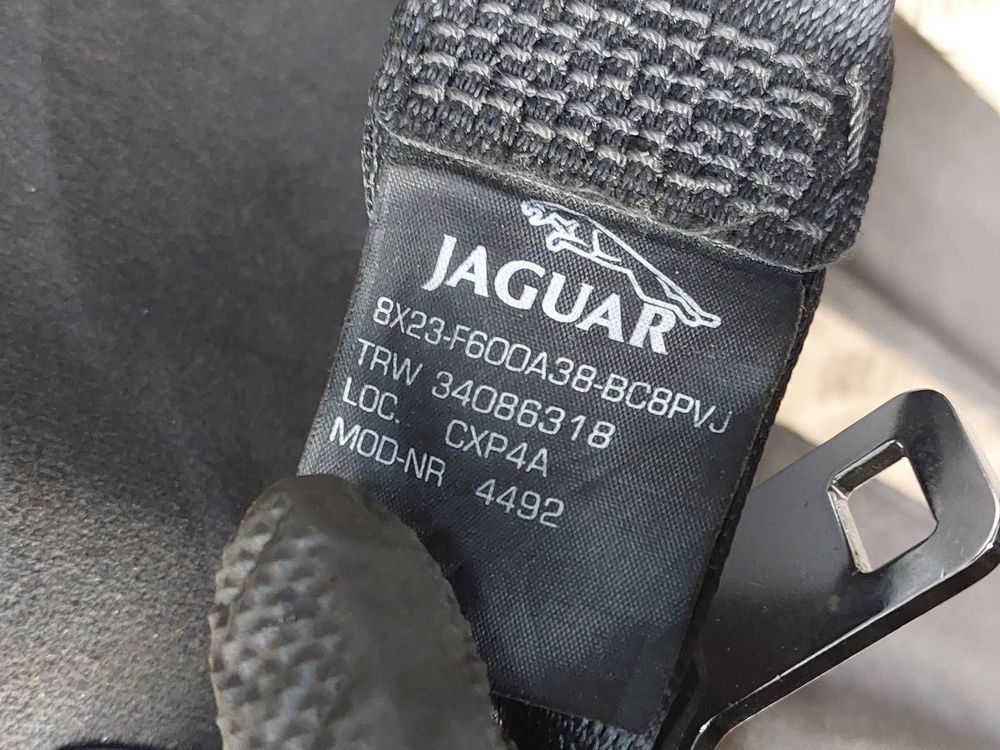 JAGUAR
8X23-F600A38-BC8PVJ
TRW 34086318
LOC. CXP4A
MOD-NR 4492